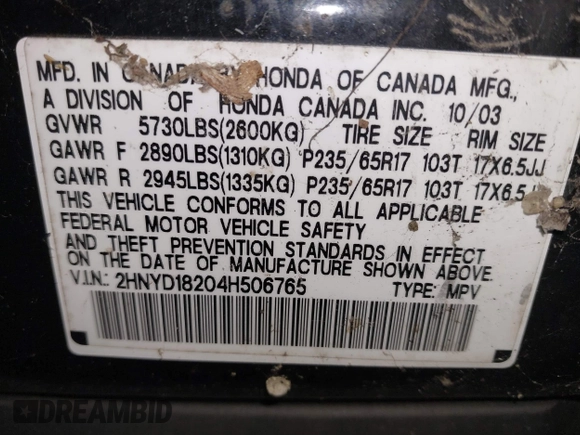 MFD. IN CANADA BY HONDA OF CANADA MFG.,
A DIVISION OF HONDA CANADA INC. 10/03
GVWR 5730LBS(2600KG) TIRE SIZE RIM SIZE
GAWR F 2890LBS(1310KG) P235/65R17 103T 17X6.5JJ
GAWR R 2945LBS(1335KG) P235/65R17 103T 17X6.5JJ
THIS VEHICLE CONFORMS TO ALL APPLICABLE
FEDERAL MOTOR VEHICLE SAFETY
AND THEFT PREVENTION STANDARDS IN EFFECT
ON THE DATE OF MANUFACTURE SHOWN ABOVE.
V.I.N.: 2HNYD18204H506765 TYPE: MPV
DREAMBID